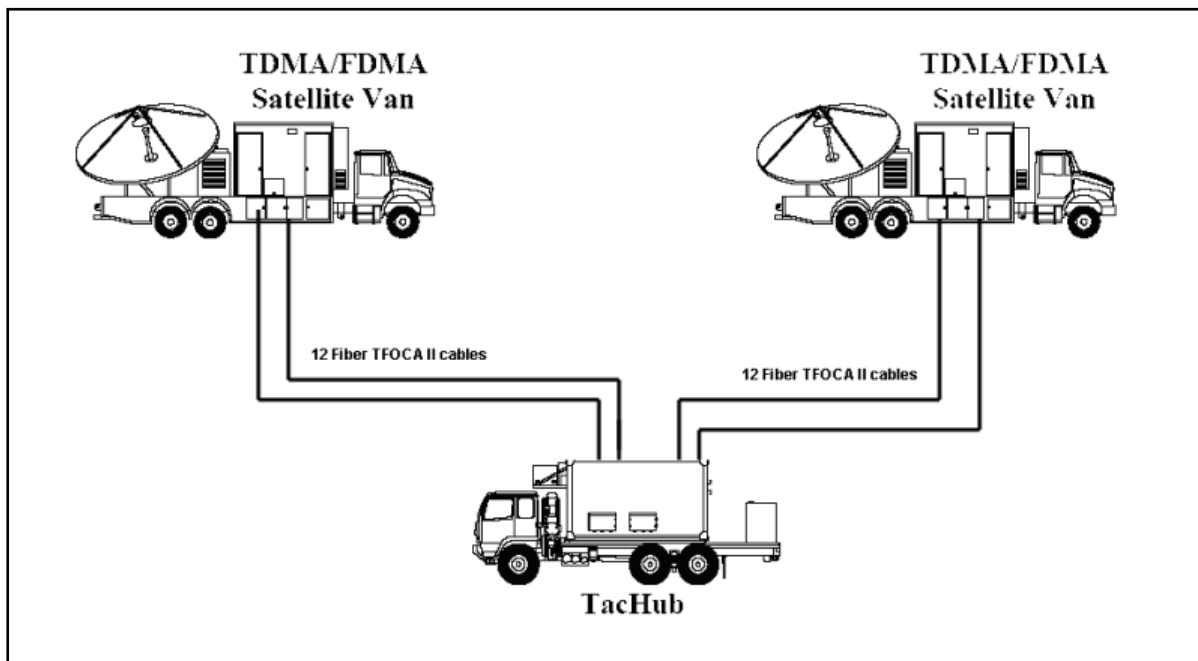 TDMA/FDMA
Satellite Van
TDMA/FDMA
Satellite Van
12 Fiber TFOCA II cables
12 Fiber TFOCA II cables
TacHub